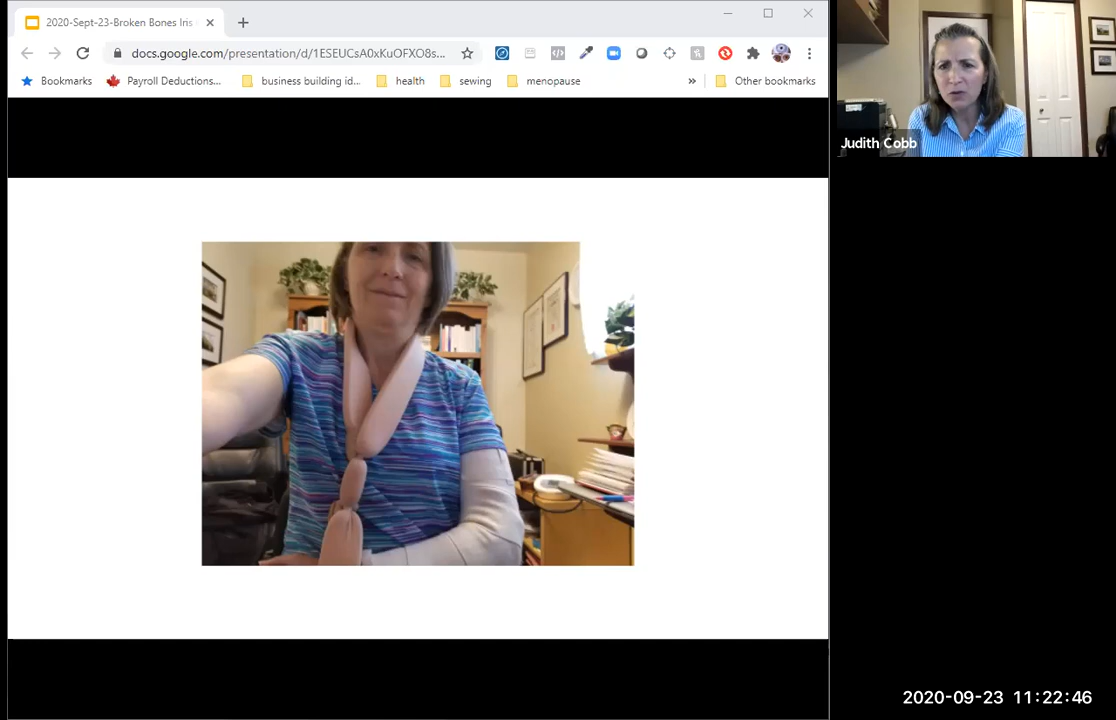 2020-Sept-23-Broken Bones Iris
docs.google.com/presentation/d/1ESEUCsA0xKuOFXO8s...
Bookmarks
Payroll Deductions...
business building id...
health
sewing
menopause
»
Other bookmarks
Judith Cobb
2020-09-23 11:22:46